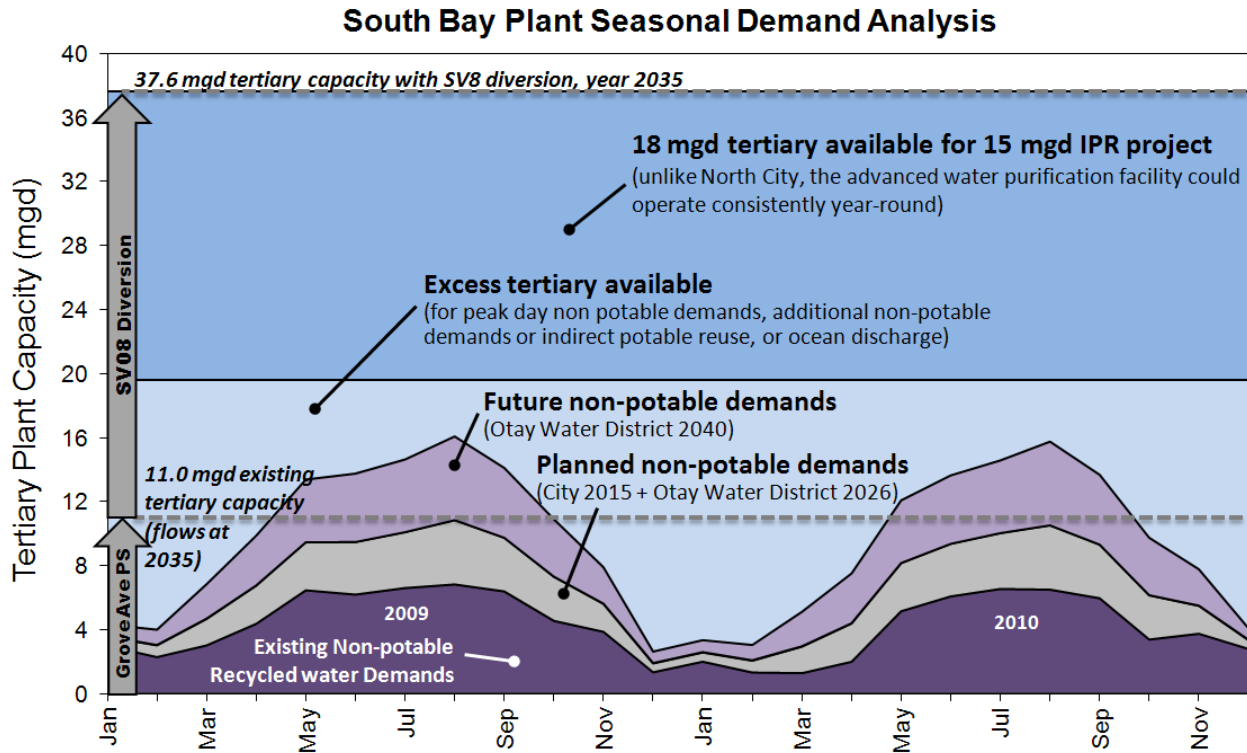 South Bay Plant Seasonal Demand Analysis
40
37.6 mgd tertiary capacity with SV8 diversion, year 2035
36
18 mgd tertiary available for 15 mgd IPR project
(unlike North City, the advanced water purification facility could
operate consistently year-round)
32
28
Excess tertiary available
(for peak day non potable demands, additional non-potable
demands or indirect potable reuse, or ocean discharge)
24
20
Future non-potable demands
(Otay Water District 2040)
16
Planned non-potable demands
(City 2015 + Otay Water District 2026)
11.0 mgd existing
tertiary capacity
(flows at
2035)
12
8
4
0
2009
2010
Existing Non-potable
Recycled water Demands
Tertiary Plant Capacity (mgd)
SV08 Diversion
Grove Ave PS
Jan
Mar
May
Jul
Sep
Nov
Jan
Mar
May
Jul
Sep
Nov